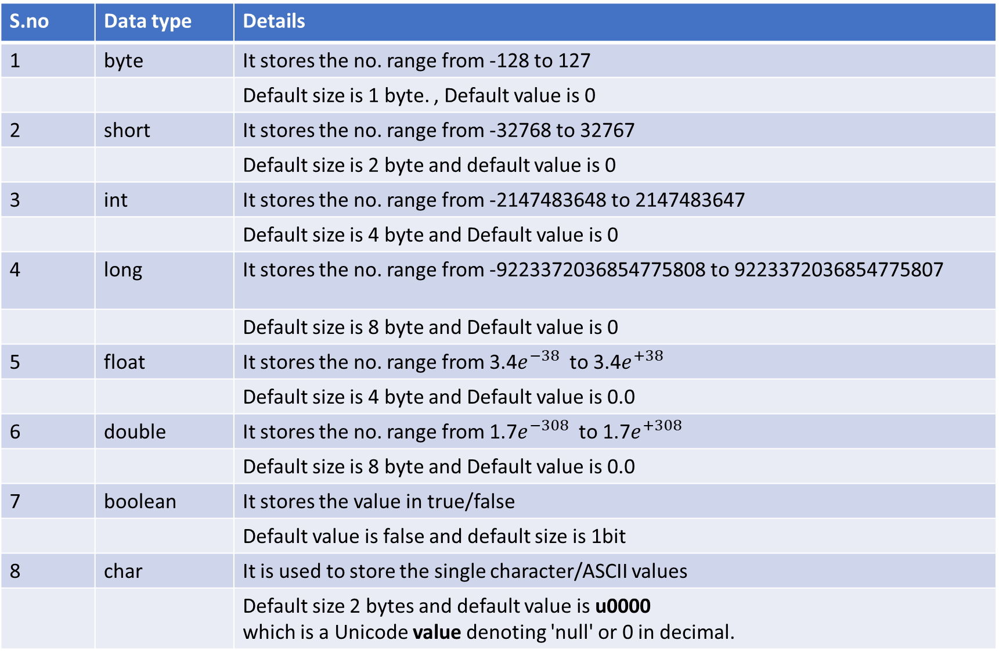 S.no Data type Details
1 byte It stores the no. range from -128 to 127
Default size is 1 byte. , Default value is 0
2 short It stores the no. range from -32768 to 32767
Default size is 2 byte and default value is 0
3 int It stores the no. range from -2147483648 to 2147483647
Default size is 4 byte and Default value is 0
4 long It stores the no. range from -9223372036854775808 to 9223372036854775807
Default size is 8 byte and Default value is 0
5 float It stores the no. range from 3.4e⁻³⁸ to 3.4e⁺³⁸
Default size is 4 byte and Default value is 0.0
6 double It stores the no. range from 1.7e⁻³⁰⁸ to 1.7e⁺³⁰⁸
Default size is 8 byte and Default value is 0.0
7 boolean It stores the value in true/false
Default value is false and default size is 1bit
8 char It is used to store the single character/ASCII values
Default size 2 bytes and default value is u0000
which is a Unicode value denoting 'null' or 0 in decimal.